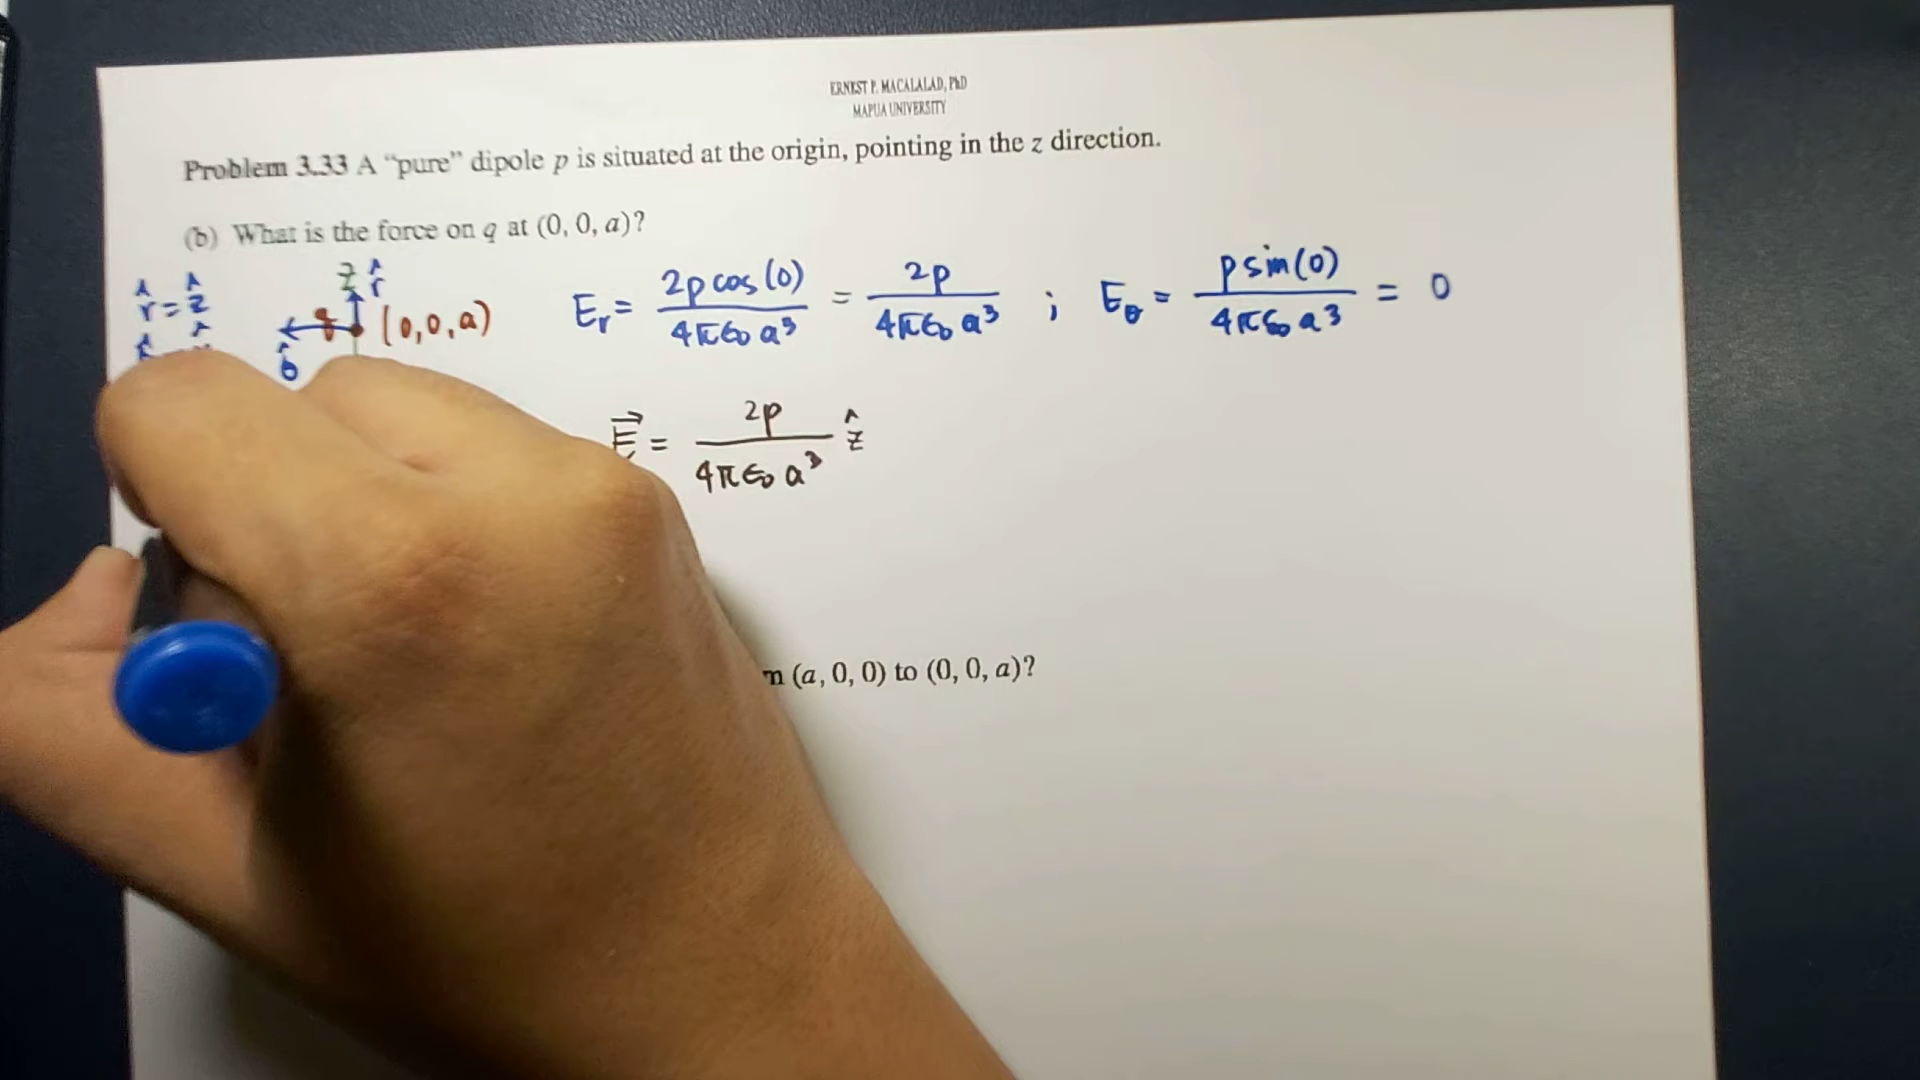 ERNEST P. MACALALAD, PhD
MAPUA UNIVERSITY
Problem 3.33 A “pure” dipole p is situated at the origin, pointing in the z direction.
(b) What is the force on q at (0, 0, a)?
r̂ = ẑ
z r̂
q (0,0,a)
θ̂
E_r = 2p cos(0) / 4πε₀a³ = 2p / 4πε₀a³ ; E_θ = p sin(0) / 4πε₀a³ = 0
E⃗ = 2p / 4πε₀a³ ẑ
(a, 0, 0) to (0, 0, a)?